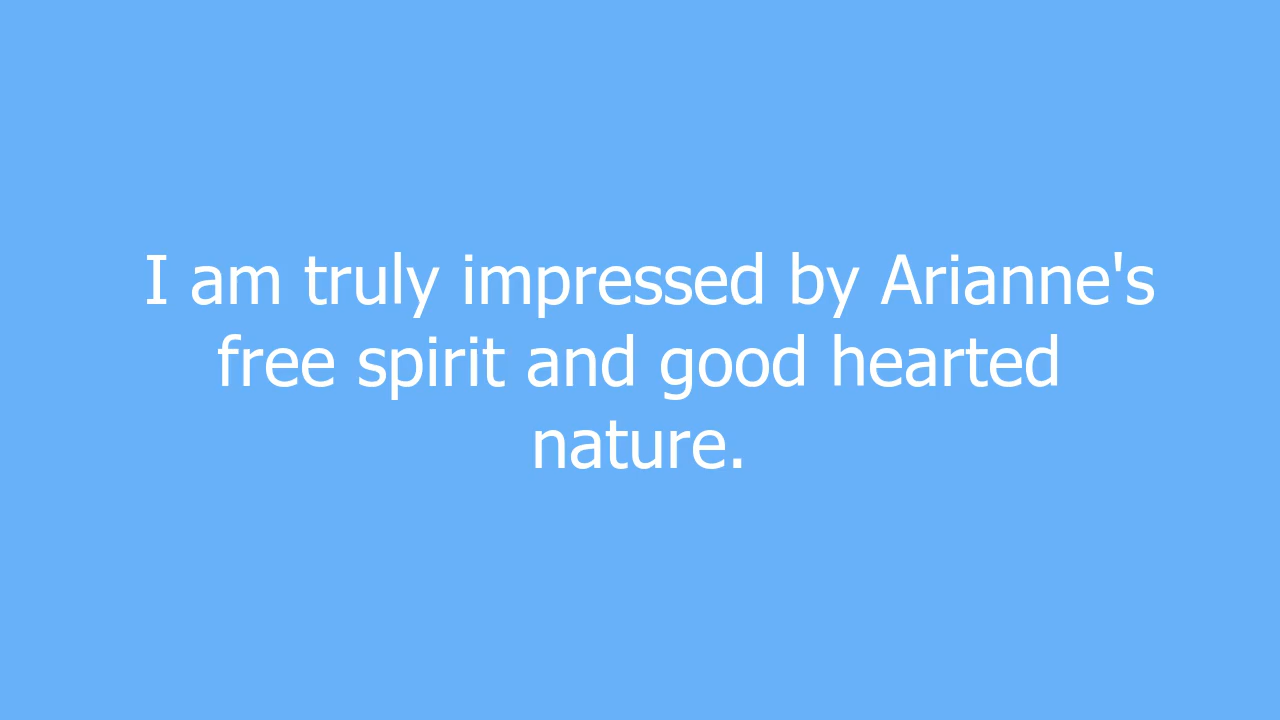 I am truly impressed by Arianne's
free spirit and good hearted
nature.